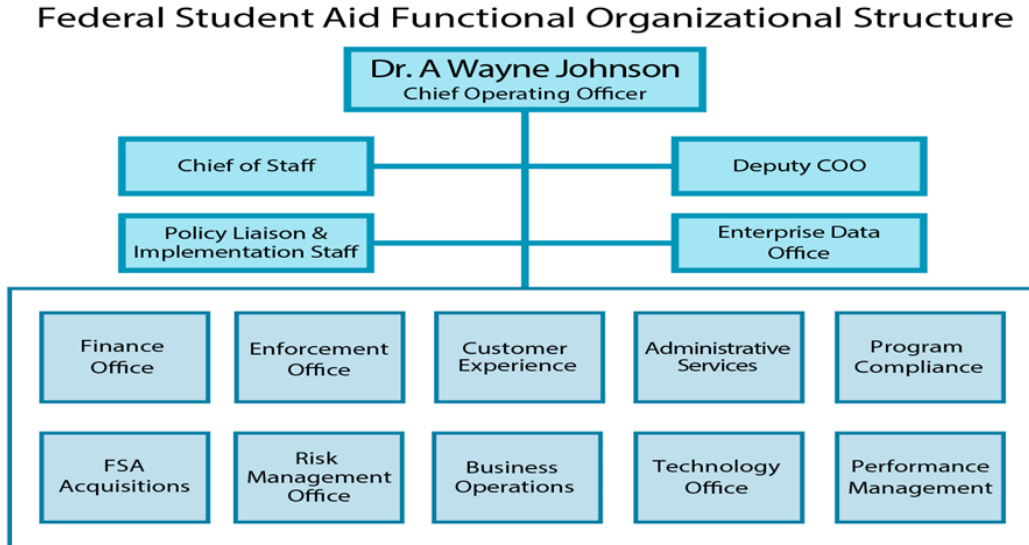 Federal Student Aid Functional Organizational Structure
Dr. A Wayne Johnson
Chief Operating Officer
Chief of Staff
Deputy COO
Policy Liaison &
Implementation Staff
Enterprise Data
Office
Finance
Office
Enforcement
Office
Customer
Experience
Administrative
Services
Program
Compliance
FSA
Acquisitions
Risk
Management
Office
Business
Operations
Technology
Office
Performance
Management